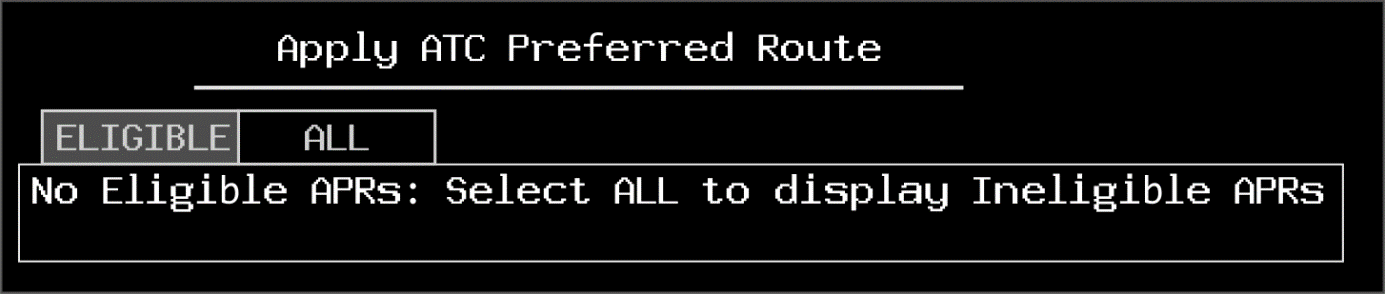 Apply ATC Preferred Route
ELIGIBLE ALL
No Eligible APRs: Select ALL to display Ineligible APRs